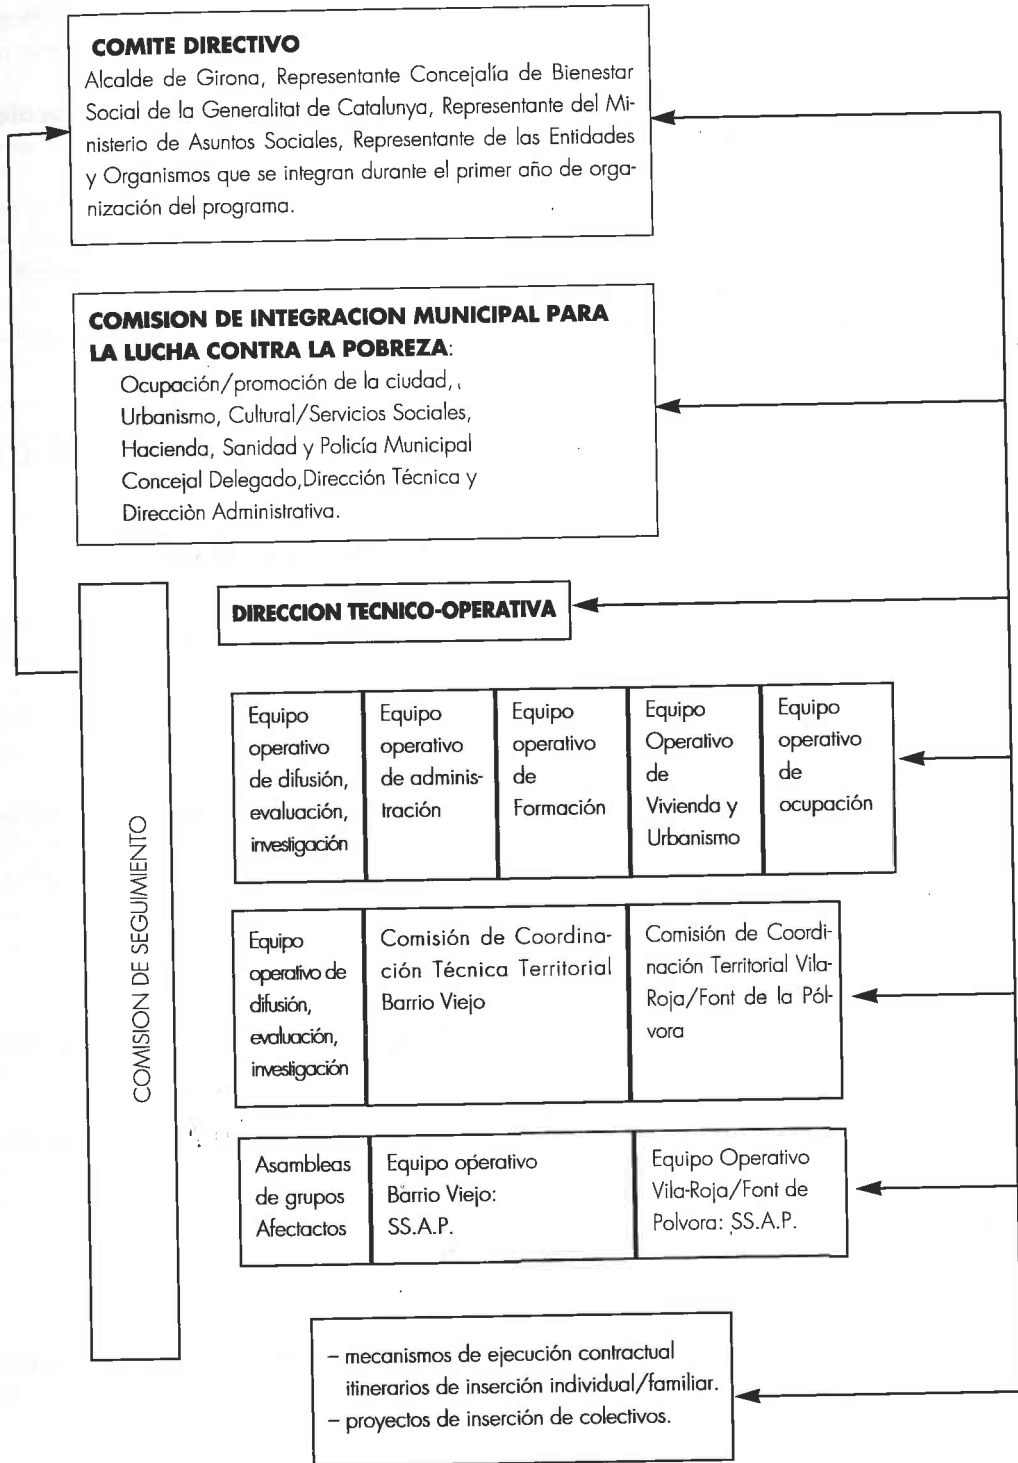 COMITE DIRECTIVO
Alcalde de Girona, Representante Concejalía de Bienestar
Social de la Generalitat de Catalunya, Representante del Mi-
nisterio de Asuntos Sociales, Representante de las Entidades
y Organismos que se integran durante el primer año de orga-
nización del programa.
COMISION DE INTEGRACION MUNICIPAL PARA
LA LUCHA CONTRA LA POBREZA:
Ocupación/promoción de la ciudad,
Urbanismo, Cultural/Servicios Sociales,
Hacienda, Sanidad y Policía Municipal
Concejal Delegado,Dirección Técnica y
Direcciòn Administrativa.
COMISION DE SEGUIMIENTO
DIRECCION TECNICO-OPERATIVA
Equipo
operativo
de difusión,
evaluación,
investigación
Equipo
operativo
de adminis-
tración
Equipo
operativo
de
Formación
Equipo
Operativo
de
Vivienda y
Urbanismo
Equipo
operativo
de
ocupación
Equipo
operativo de
difusión,
evaluación,
investigación
Comisión de Coordina-
ción Técnica Territorial
Barrio Viejo
Comisión de Coordi-
nación Territorial Vila-
Roja/Font de la Pól-
vora
Asambleas
de grupos
Afectactos
Equipo operativo
Barrio Viejo:
SS.A.P.
Equipo Operativo
Vila-Roja/Font de
Polvora: SS.A.P.
– mecanismos de ejecución contractual
itinerarios de inserción individual/familiar.
– proyectos de inserción de colectivos.